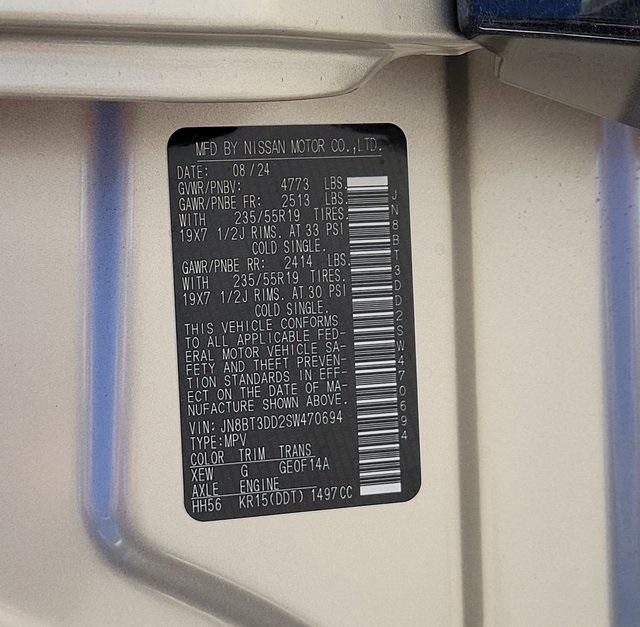 MFD BY NISSAN MOTOR CO.,LTD.
DATE: 08/24
GVWR/PNBV: 4773 LBS.
GAWR/PNBE FR: 2513 LBS.
WITH 235/55R19 TIRES.
19X7 1/2J RIMS. AT 33 PSI
COLD SINGLE.
GAWR/PNBE RR: 2414 LBS.
WITH 235/55R19 TIRES.
19X7 1/2J RIMS. AT 30 PSI
COLD SINGLE.
THIS VEHICLE CONFORMS
TO ALL APPLICABLE FED-
ERAL MOTOR VEHICLE SA-
FETY AND THEFT PREVEN-
TION STANDARDS IN EFF-
ECT ON THE DATE OF MA-
NUFACTURE SHOWN ABOVE.
VIN: JN8BT3DD2SW470694
TYPE:MPV
COLOR TRIM TRANS
XEW G GE0F14A
AXLE ENGINE
HH56 KR15(DDT) 1497CC
JN8BT3DD2SW470694